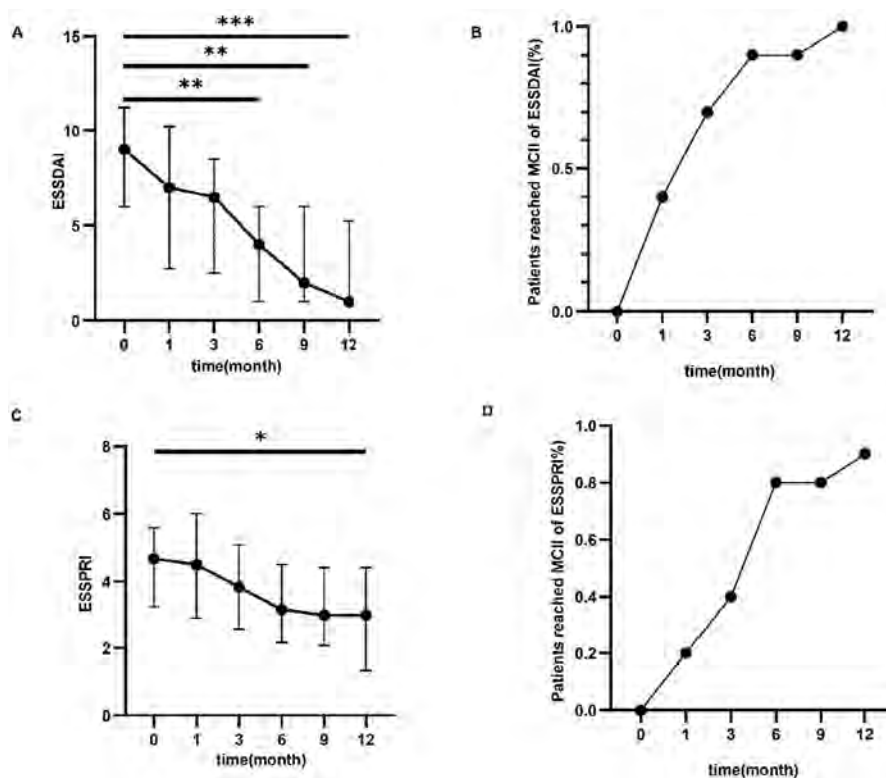 A
***
**
**
15
10
5
0
ESSDAI
0 1 3 6 9 12
time(month)
B
1.0
0.5
0.0
Patients reached MCII of ESSDAI(%)
0 1 3 6 9 12
time(month)
C
*
8
6
4
2
0
ESSPRI
0 1 3 6 9 12
time(month)
D
1.0
0.8
0.6
0.4
0.2
0.0
Patients reached MCII of ESSPRI%)
0 1 3 6 9 12
time(month)